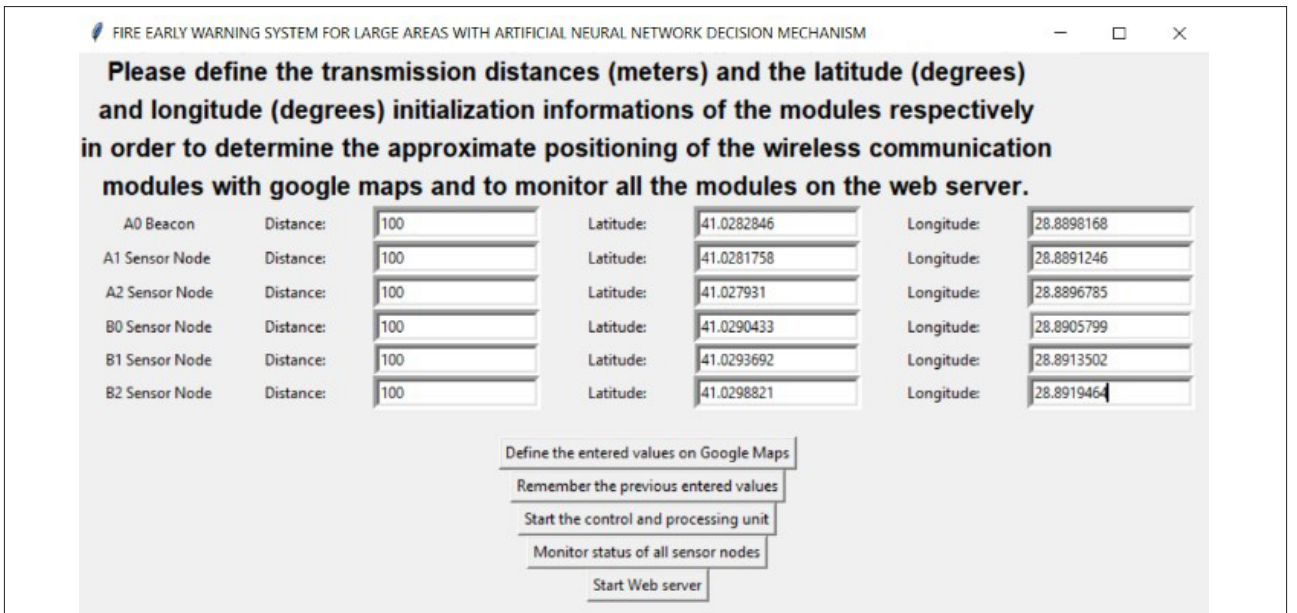 FIRE EARLY WARNING SYSTEM FOR LARGE AREAS WITH ARTIFICIAL NEURAL NETWORK DECISION MECHANISM
Please define the transmission distances (meters) and the latitude (degrees)
and longitude (degrees) initialization informations of the modules respectively
in order to determine the approximate positioning of the wireless communication
modules with google maps and to monitor all the modules on the web server.
A0 Beacon Distance: 100 Latitude: 41.0282846 Longitude: 28.8898168
A1 Sensor Node Distance: 100 Latitude: 41.0281758 Longitude: 28.8891246
A2 Sensor Node Distance: 100 Latitude: 41.027931 Longitude: 28.8896785
B0 Sensor Node Distance: 100 Latitude: 41.0290433 Longitude: 28.8905799
B1 Sensor Node Distance: 100 Latitude: 41.0293692 Longitude: 28.8913502
B2 Sensor Node Distance: 100 Latitude: 41.0298821 Longitude: 28.8919464
Define the entered values on Google Maps
Remember the previous entered values
Start the control and processing unit
Monitor status of all sensor nodes
Start Web server